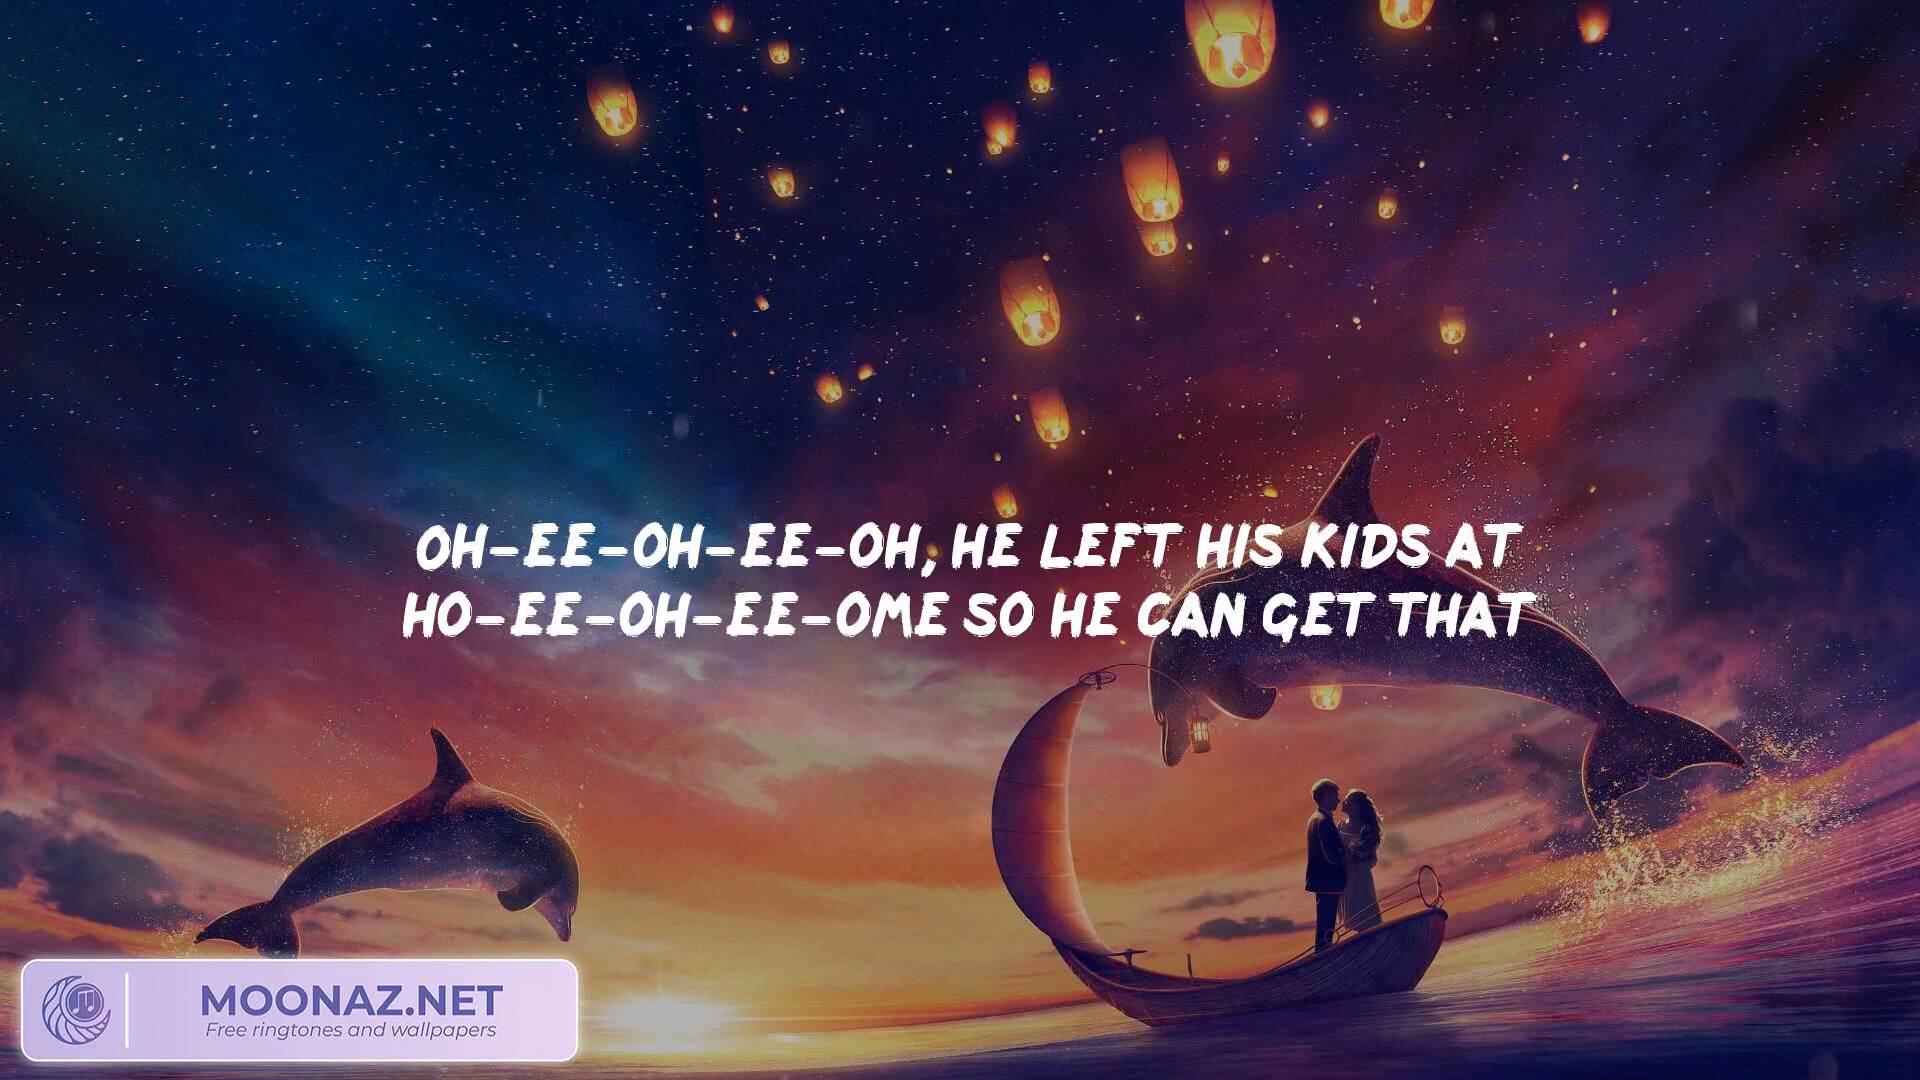 OH-EE-OH-EE-OH, HE LEFT HIS KIDS AT
HO-EE-OH-EE-OME SO HE CAN GET THAT
MOONAZ.NET
Free ringtones and wallpapers